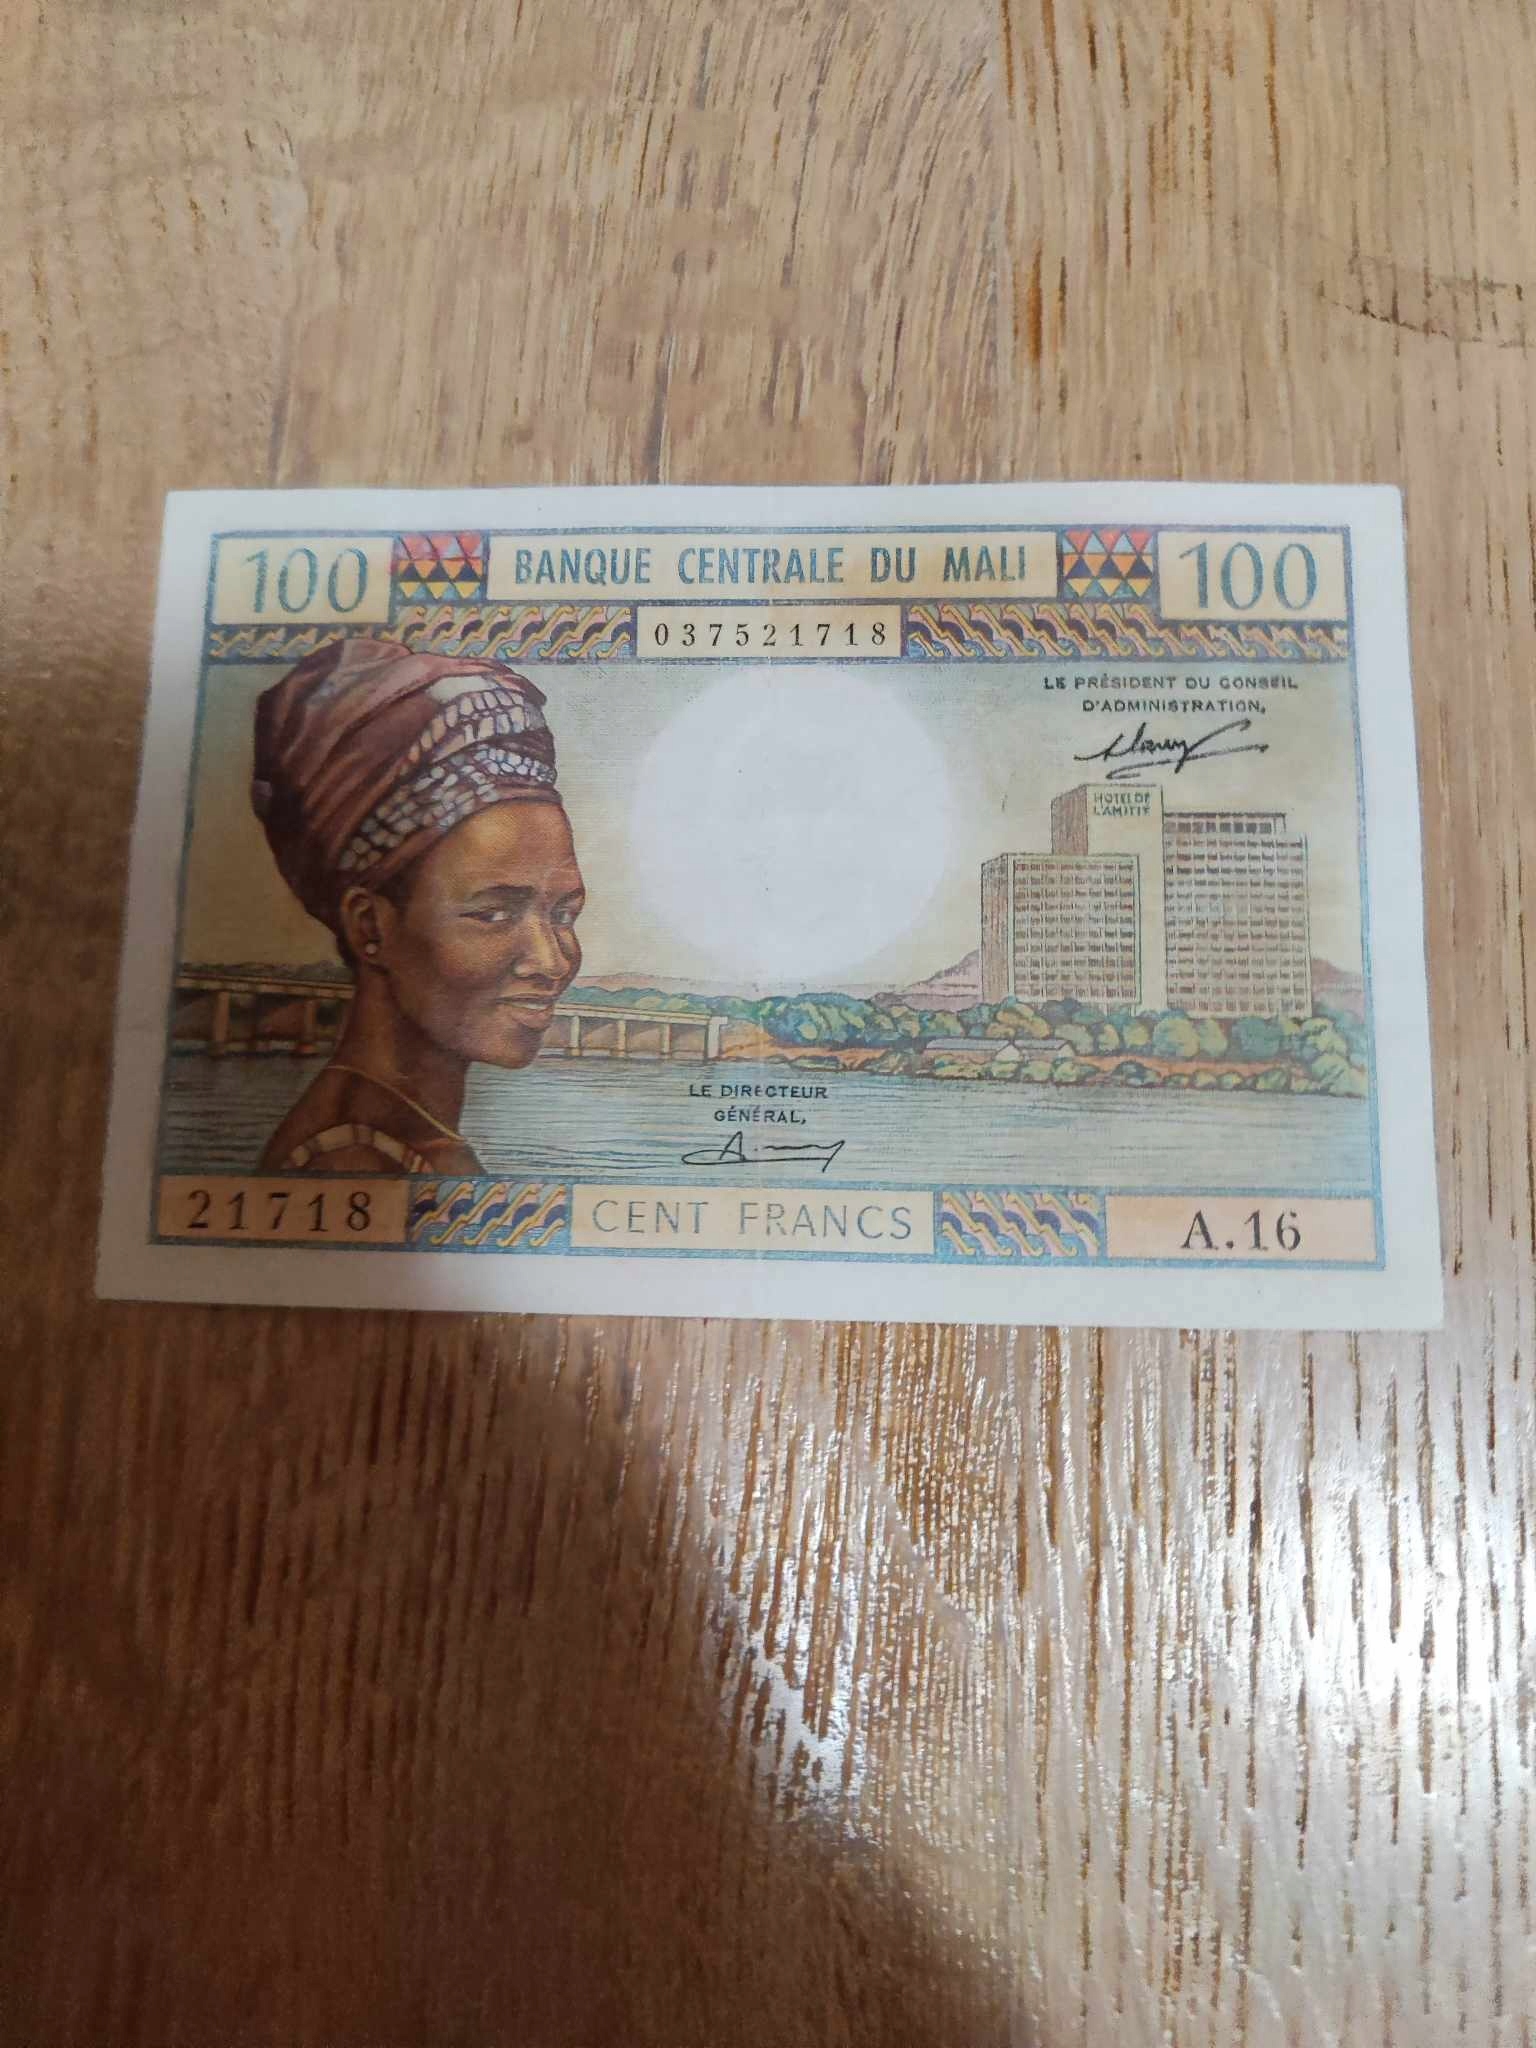 100
BANQUE CENTRALE DU MALI
100
037521718
LE PRÉSIDENT DU CONSEIL
D'ADMINISTRATION,
HOTEL DE
L'AMITIE
LE DIRECTEUR
GÉNÉRAL,
21718
CENT FRANCS
A.16